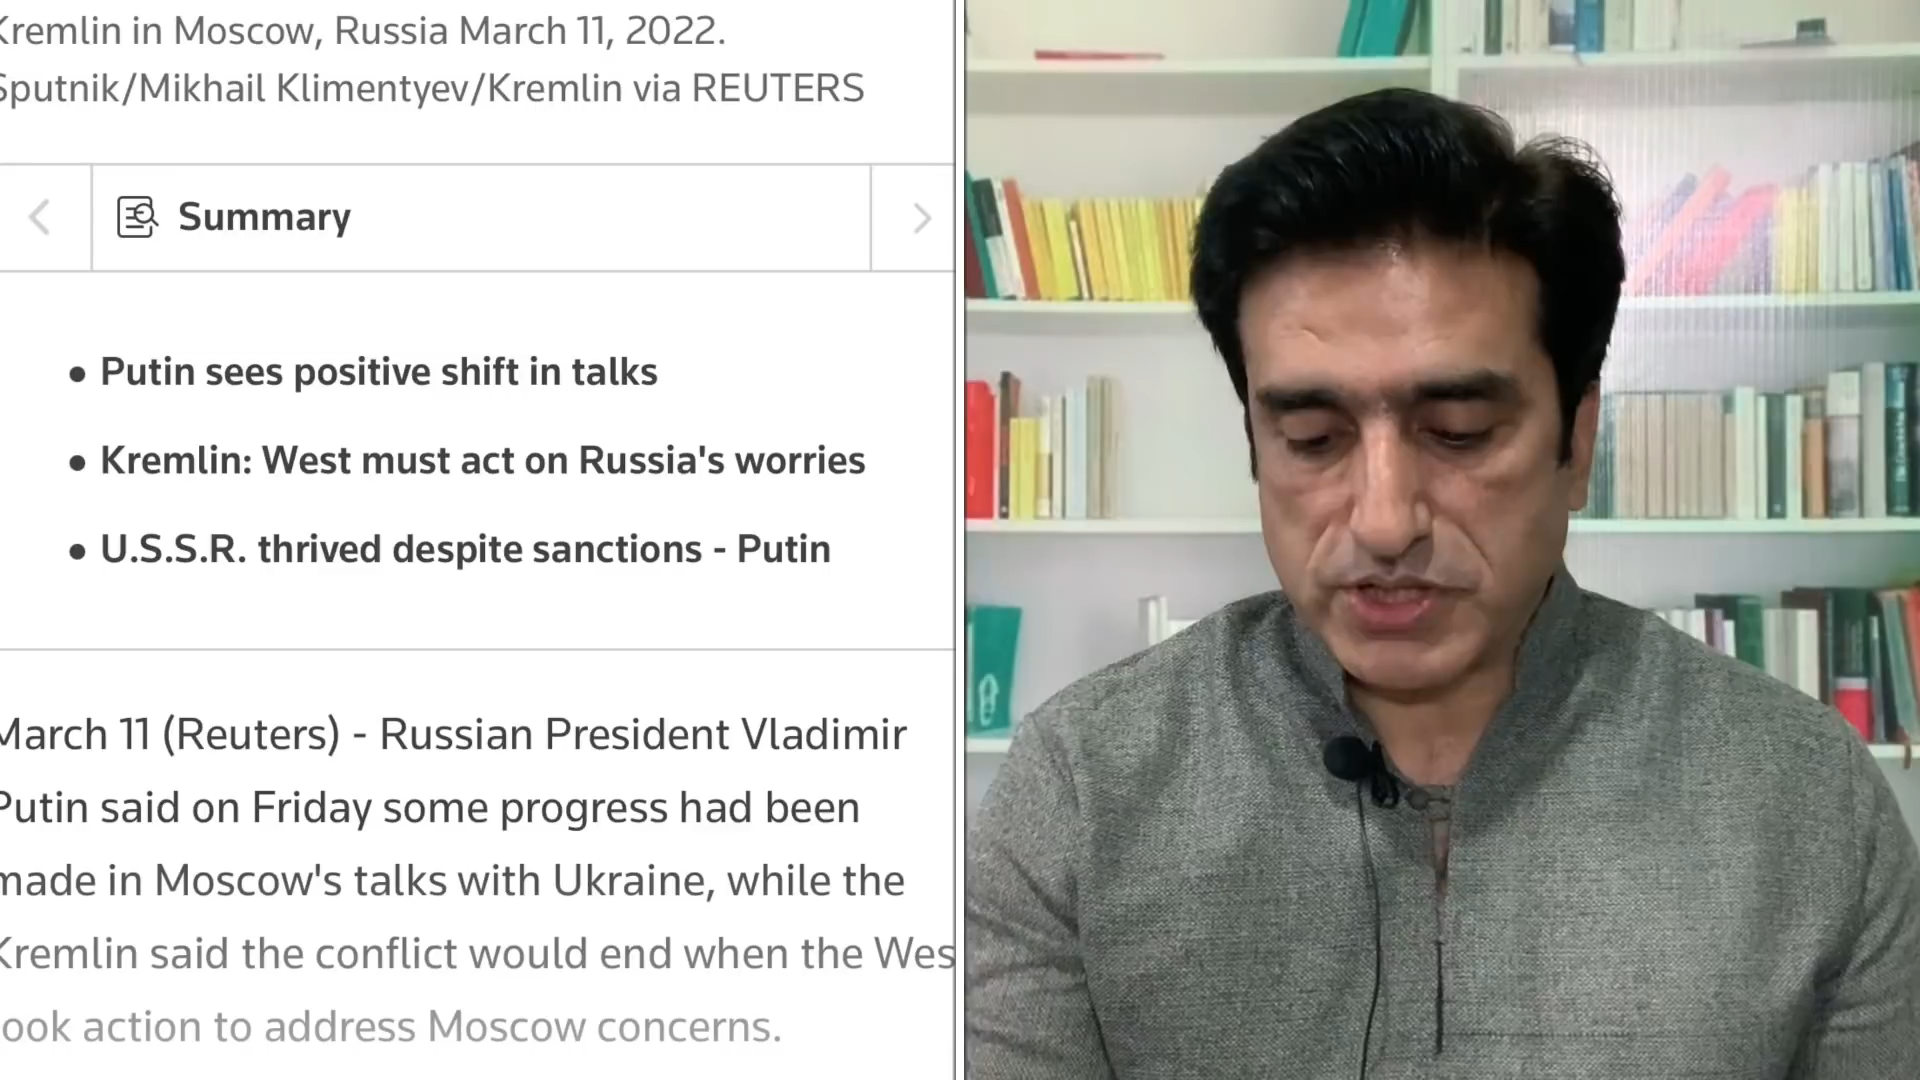 Kremlin in Moscow, Russia March 11, 2022.
Sputnik/Mikhail Klimentyev/Kremlin via REUTERS
Summary
• Putin sees positive shift in talks
• Kremlin: West must act on Russia's worries
• U.S.S.R. thrived despite sanctions - Putin
March 11 (Reuters) - Russian President Vladimir
Putin said on Friday some progress had been
made in Moscow's talks with Ukraine, while the
Kremlin said the conflict would end when the Wes
ook action to address Moscow concerns.